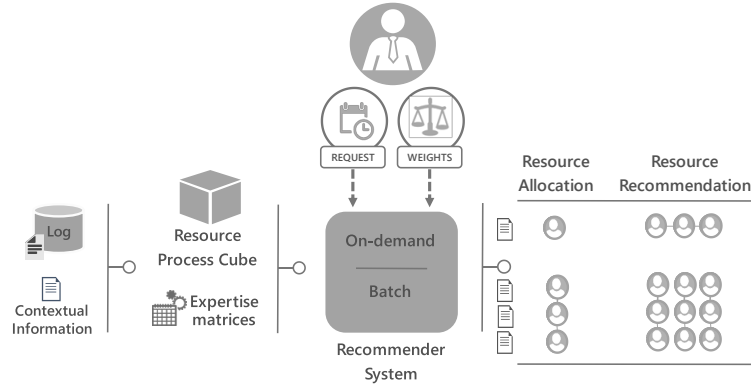 REQUEST
WEIGHTS
Resource
Allocation
Resource
Recommendation
Log
Contextual
Information
Resource
Process Cube
Expertise
matrices
On-demand
Batch
Recommender
System